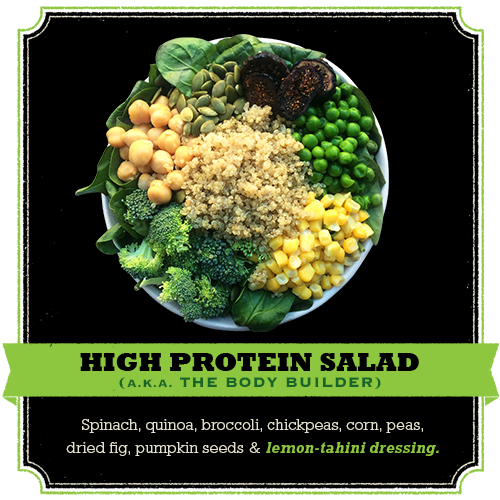 HIGH PROTEIN SALAD
(A.K.A. THE BODY BUILDER)
Spinach, quinoa, broccoli, chickpeas, corn, peas,
dried fig, pumpkin seeds & lemon-tahini dressing.